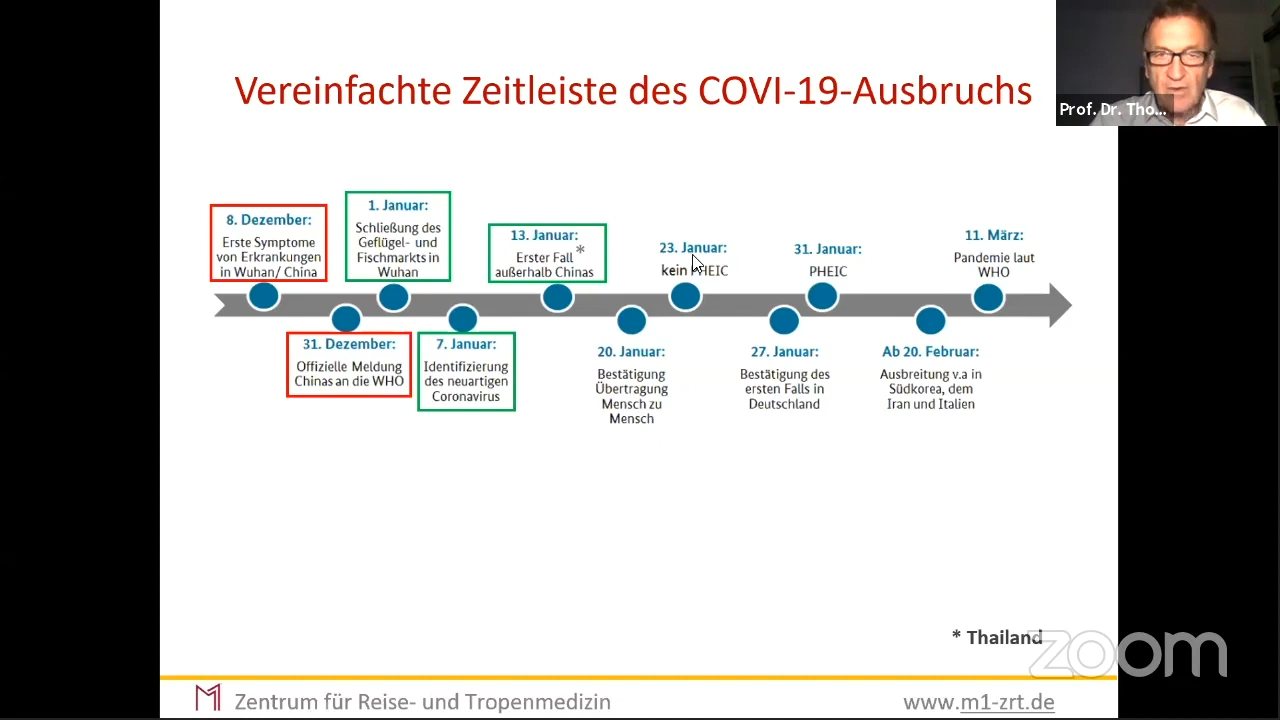 Vereinfachte Zeitleiste des COVI-19-Ausbruchs
Prof. Dr. Tho...
8. Dezember:
Erste Symptome
von Erkrankungen
in Wuhan/ China
1. Januar:
Schließung des
Geflügel- und
Fischmarkts in
Wuhan
13. Januar:
Erster Fall *
außerhalb Chinas
23. Januar:
kein PHEIC
31. Januar:
PHEIC
11. März:
Pandemie laut
WHO
31. Dezember:
Offizielle Meldung
Chinas an die WHO
7. Januar:
Identifizierung
des neuartigen
Coronavirus
20. Januar:
Bestätigung
Übertragung
Mensch zu
Mensch
27. Januar:
Bestätigung des
ersten Falls in
Deutschland
Ab 20. Februar:
Ausbreitung v.a in
Südkorea, dem
Iran und Italien
* Thailand
zoom
M1 Zentrum für Reise- und Tropenmedizin
www.m1-zrt.de